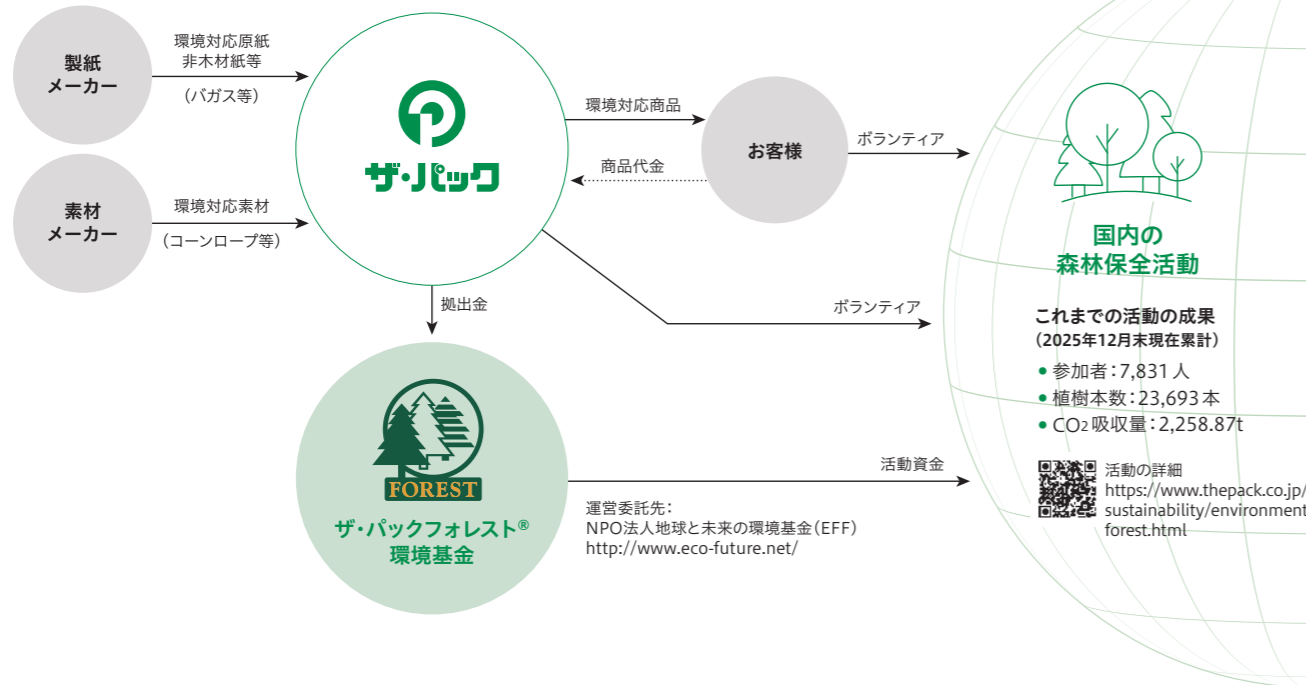 製紙
メーカー
環境対応原紙
非木材紙等
(バガス等)
素材
メーカー
環境対応素材
(コーンロープ等)
ザ・パック
環境対応商品
商品代金
お客様
ボランティア
ボランティア
拠出金
FOREST
ザ・パックフォレスト®
環境基金
活動資金
運営委託先:
NPO法人地球と未来の環境基金(EFF)
http://www.eco-future.net/
国内の
森林保全活動
これまでの活動の成果
(2025年12月末現在累計)
• 参加者:7,831人
• 植樹本数:23,693本
• CO2吸収量:2,258.87t
活動の詳細
https://www.thepack.co.jp/
sustainability/environment
forest.html